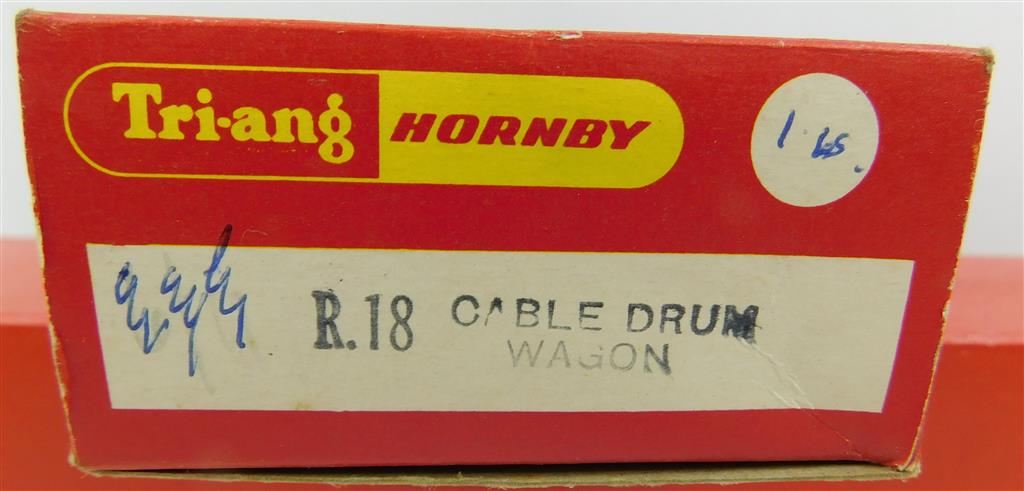 Tri-ang HORNBY
R.18 CABLE DRUM
WAGON